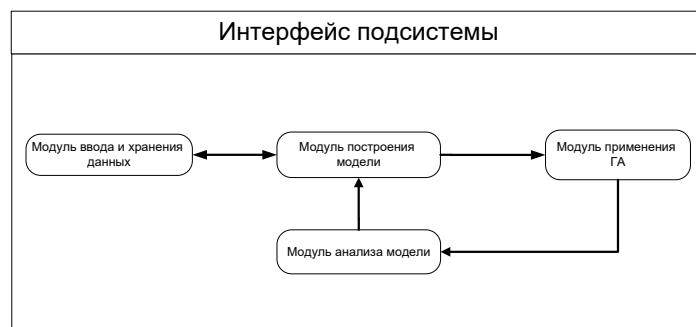 Интерфейс подсистемы
Модуль ввода и хранения
данных
Модуль построения
модели
Модуль применения
ГА
Модуль анализа модели